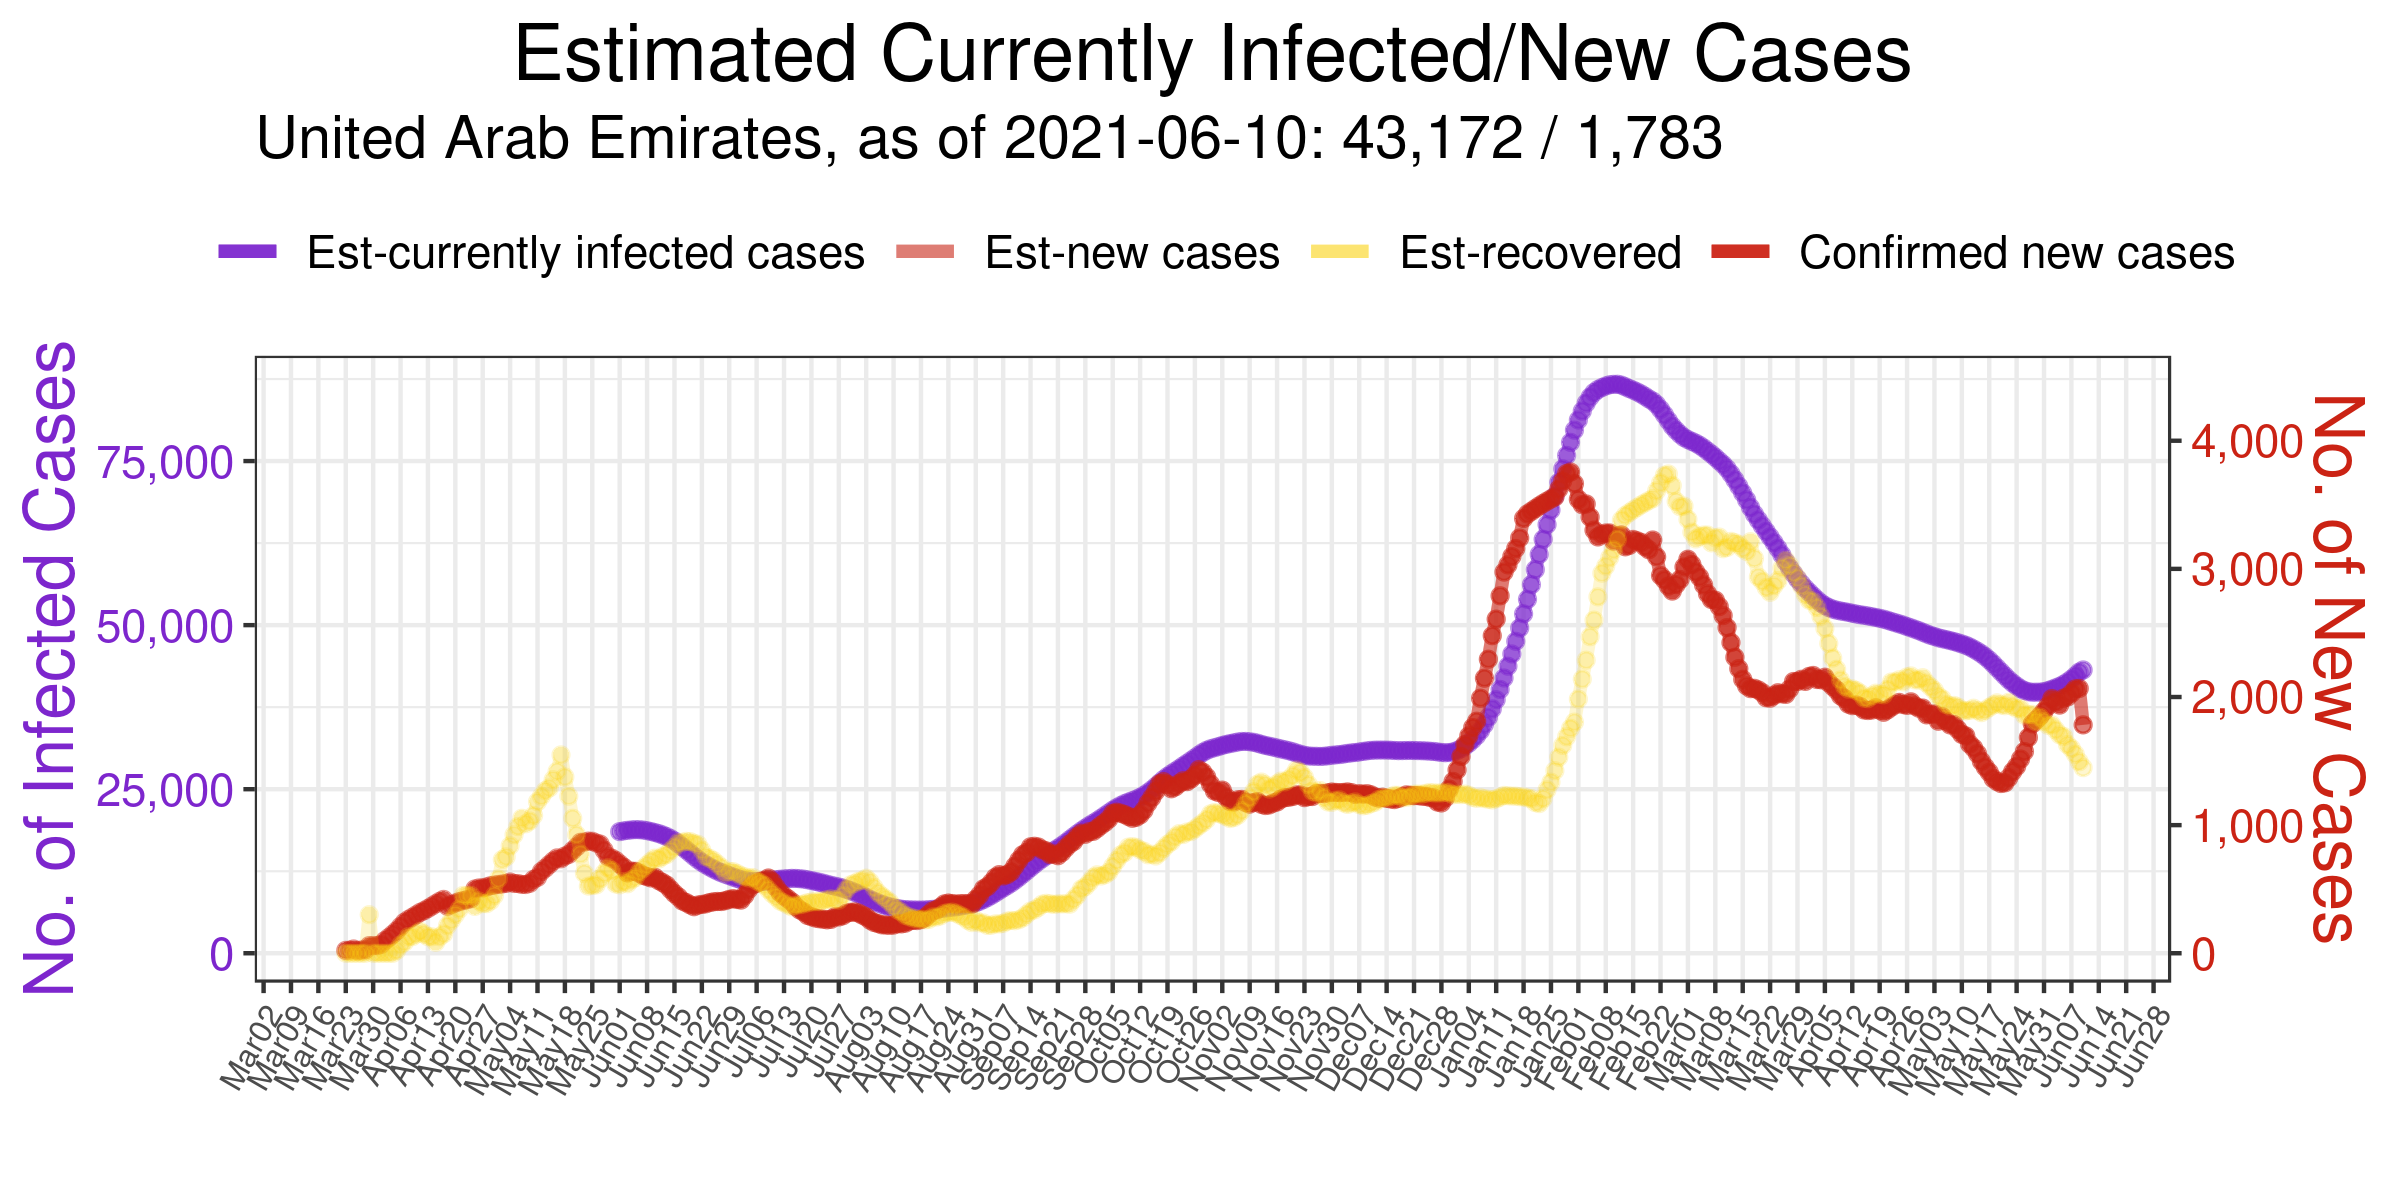 Estimated Currently Infected/New Cases
United Arab Emirates, as of 2021-06-10: 43,172 / 1,783
Est-currently infected cases Est-new cases Est-recovered Confirmed new cases
No. of Infected Cases
75,000
50,000
25,000
0
4,000
3,000
2,000
1,000
0
No. of New Cases
Mar02 Mar09 Mar16 Mar23 Mar30 Apr06 Apr13 Apr20 Apr27 May04 May11 May18 May25 Jun01 Jun08 Jun15 Jun22 Jun29 Jul06 Jul13 Jul20 Jul27 Aug03 Aug10 Aug17 Aug24 Aug31 Sep07 Sep14 Sep21 Sep28 Oct05 Oct12 Oct19 Oct26 Nov02 Nov09 Nov16 Nov23 Nov30 Dec07 Dec14 Dec21 Dec28 Jan04 Jan11 Jan18 Jan25 Feb01 Feb08 Feb15 Feb22 Mar01 Mar08 Mar15 Mar22 Mar29 Apr05 Apr12 Apr19 Apr26 May03 May10 May17 May24 May31 Jun07 Jun14 Jun21 Jun28